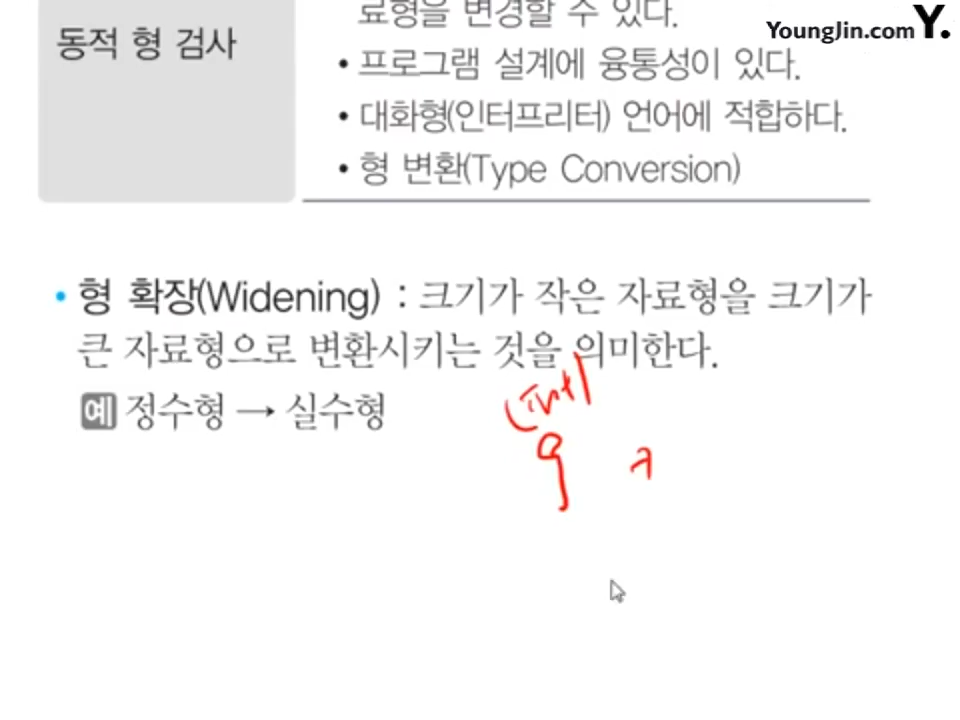 료형을 변경할 수 있다.
YoungJin.com Y.
동적 형 검사
• 프로그램 설계에 융통성이 있다.
• 대화형(인터프리터) 언어에 적합하다.
• 형 변환(Type Conversion)
• 형 확장(Widening) : 크기가 작은 자료형을 크기가
큰 자료형으로 변환시키는 것을 의미한다.
예 정수형 → 실수형
(int)
9